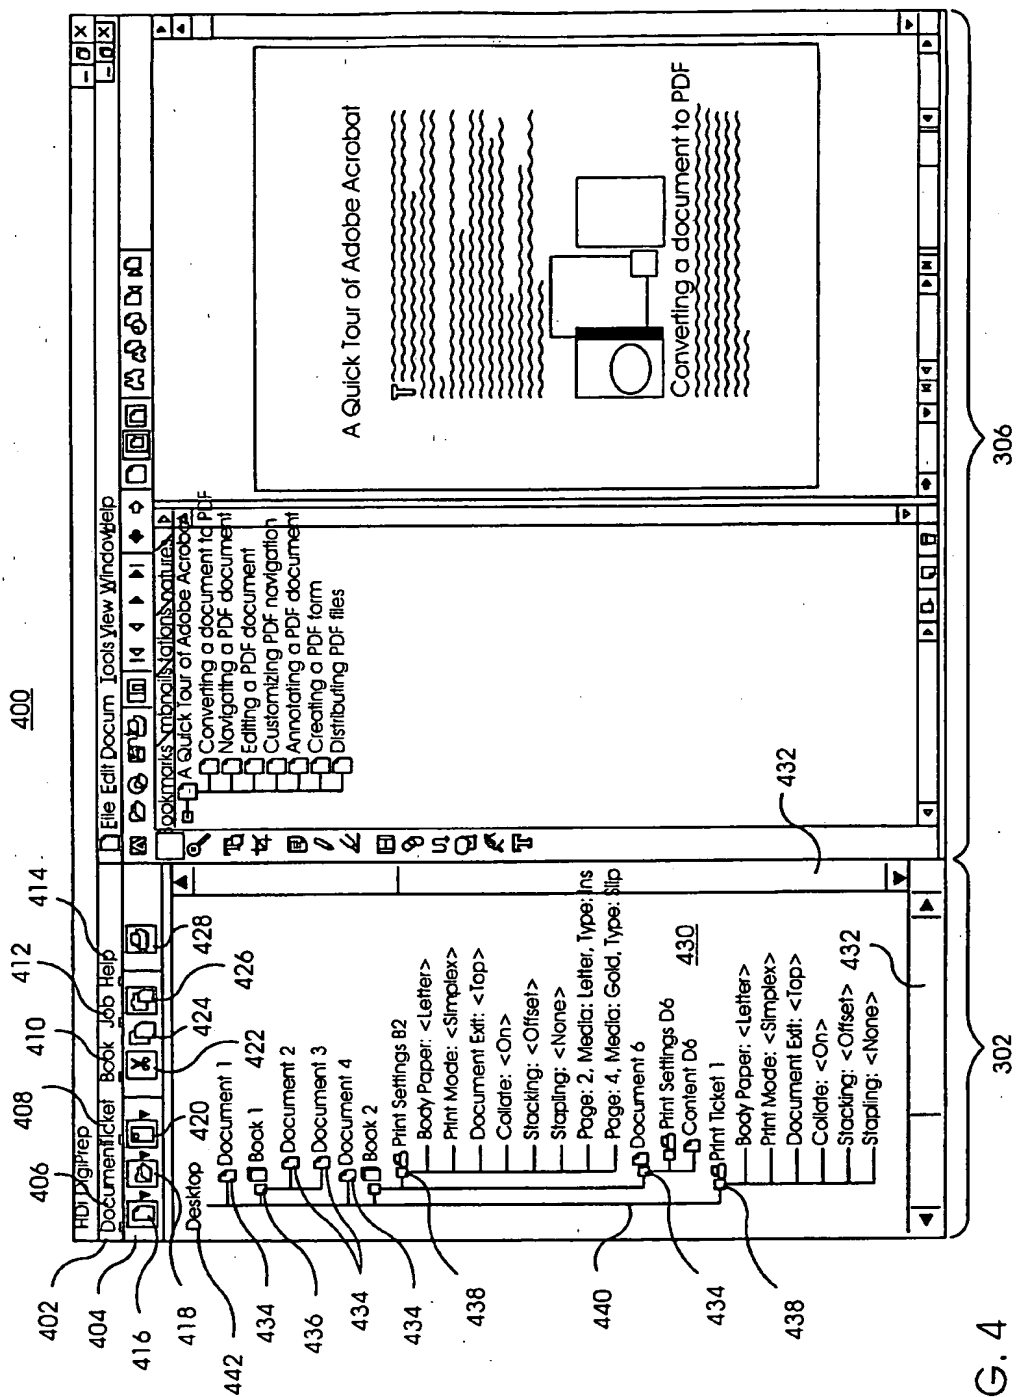 400
402
404
406
408
410
412
414
416
418
420
422
424
426
428
HDI DigiPrep
Document Ticket Book Job Help
File Edit Docum Tools View Window Help
Desktop
Document 1
Book 1
Document 2
Document 3
Document 4
Book 2
Print Settings B2
Body Paper: <Letter>
Print Mode: <Simplex>
Document Exit: <Top>
Collate: <On>
Stacking: <Offset>
Stapling: <None>
Page: 2, Media: Letter, Type: Ins
Page: 4, Media: Gold, Type: Slip
Document 6
Print Settings D6
Content D6
Print Ticket 1
Body Paper: <Letter>
Print Mode: <Simplex>
Document Exit: <Top>
Collate: <On>
Stacking: <Offset>
Stapling: <None>
430
432
432
442
434
436
434
434
438
440
434
438
ookmarks mbnails tations natures
A Quick Tour of Adobe Acrobat
Converting a document to PDF
Navigating a PDF document
Editing a PDF document
Customizing PDF navigation
Annotating a PDF document
Creating a PDF form
Distributing PDF files
T
A Quick Tour of Adobe Acrobat
T
Converting a document to PDF
302
306
G. 4